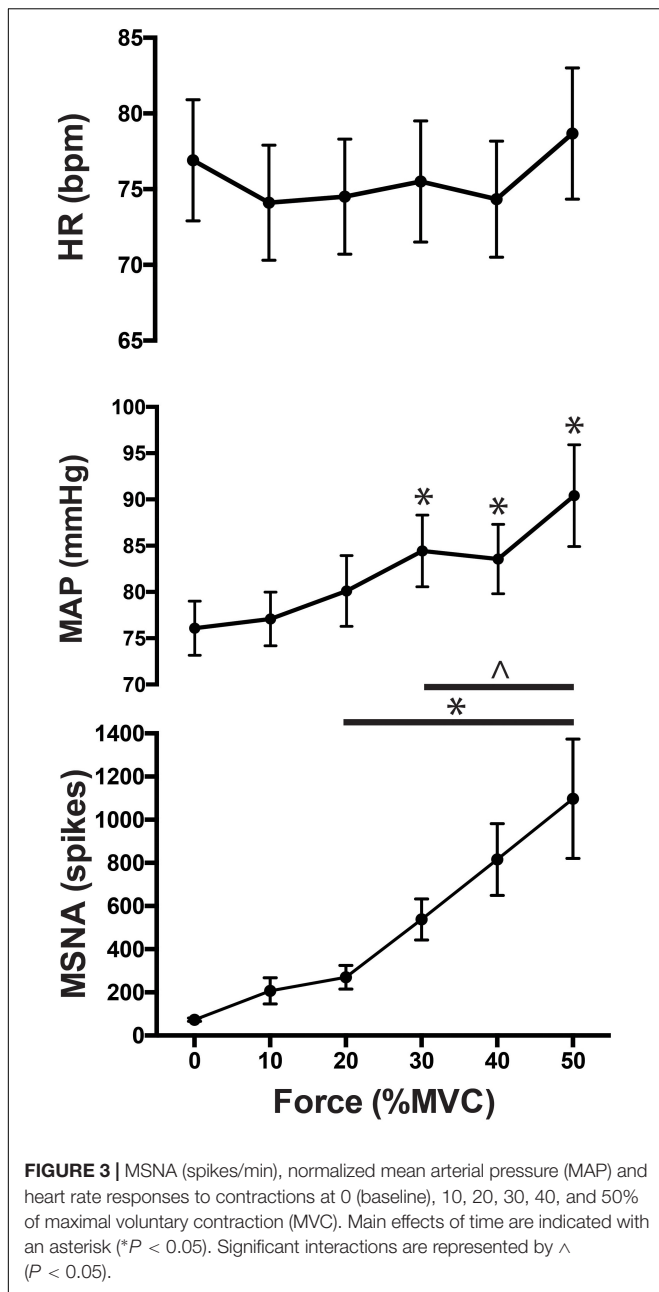 85
80
75
70
65
HR (bpm)
100
95
90
85
80
75
70
MAP (mmHg)
*
*
*
^
*
1400
1200
1000
800
600
400
200
0
MSNA (spikes)
0 10 20 30 40 50
Force (%MVC)
FIGURE 3 | MSNA (spikes/min), normalized mean arterial pressure (MAP) and
heart rate responses to contractions at 0 (baseline), 10, 20, 30, 40, and 50%
of maximal voluntary contraction (MVC). Main effects of time are indicated with
an asterisk (*P < 0.05). Significant interactions are represented by ^
(P < 0.05).